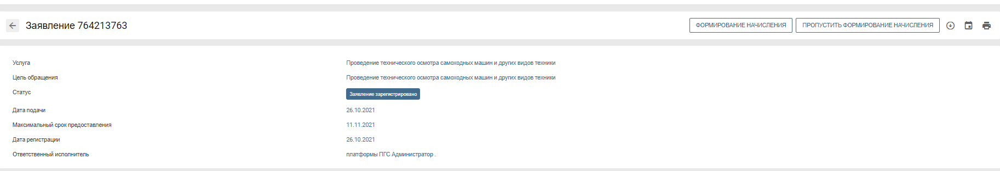 Заявление 764213763
ФОРМИРОВАНИЕ НАЧИСЛЕНИЯ
ПРОПУСТИТЬ ФОРМИРОВАНИЕ НАЧИСЛЕНИЯ
Услуга Проведение технического осмотра самоходных машин и других видов техники
Цель обращения Проведение технического осмотра самоходных машин и других видов техники
Статус Заявление зарегистрировано
Дата подачи 26.10.2021
Максимальный срок предоставления 11.11.2021
Дата регистрации 26.10.2021
Ответственный исполнитель платформы ПГС Администратор .